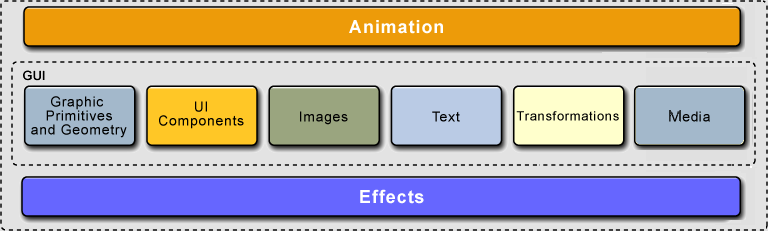 Animation
GUI
Graphic
Primitives
and Geometry
UI
Components
Images
Text
Transformations
Media
Effects